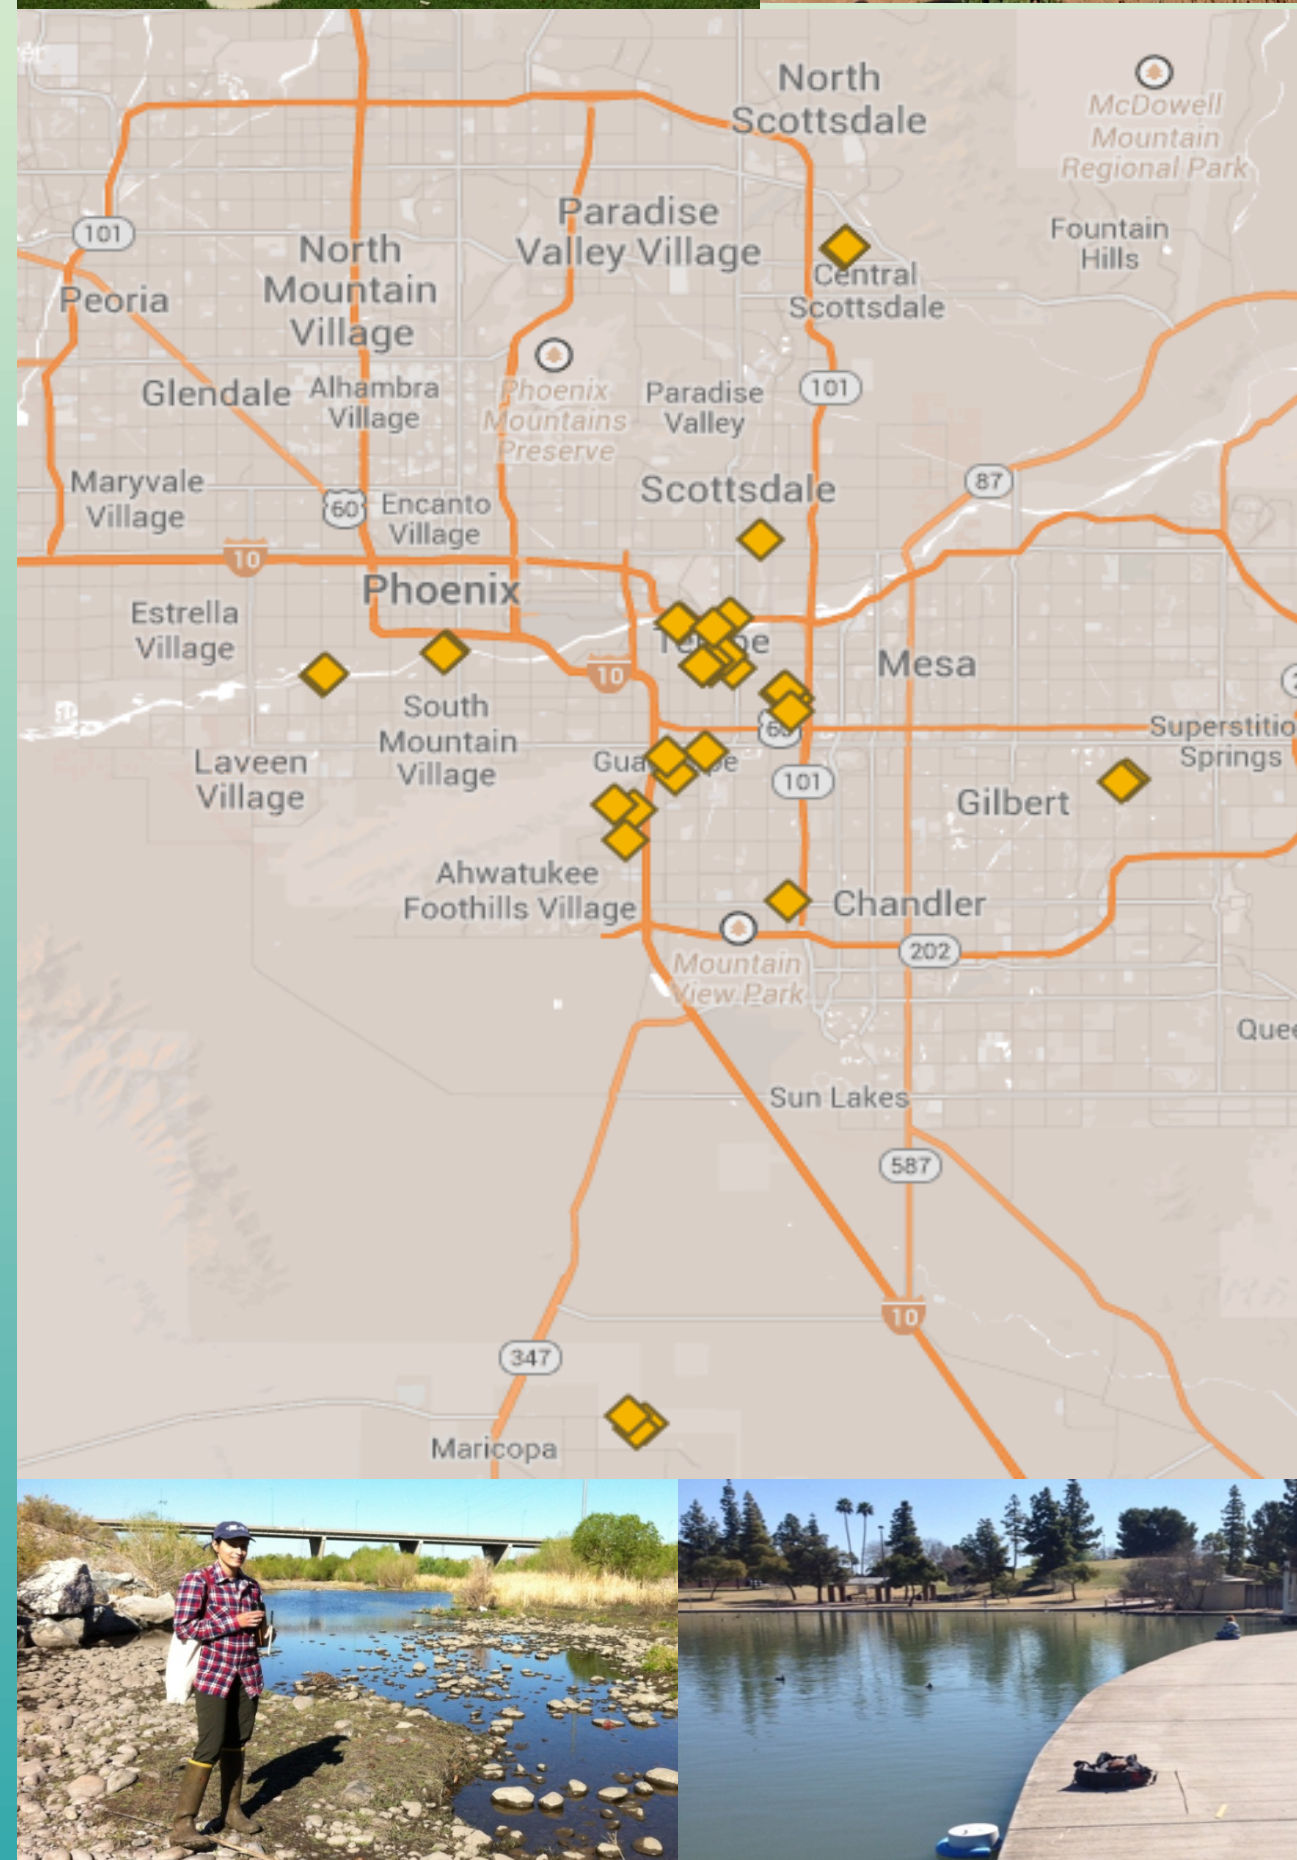 North
Scottsdale
McDowell
Mountain
Regional Park
101
Paradise
Valley Village
Fountain
Hills
North
Mountain
Village
Peoria
Central
Scottsdale
Glendale
Alhambra
Village
Phoenix
Mountains
Preserve
Paradise
Valley
101
Maryvale
Village
60
Encanto
Village
Scottsdale
87
10
Phoenix
Estrella
Village
10
Mesa
South
Mountain
Village
60
Superstitio
Springs
Laveen
Village
101
Gilbert
Ahwatukee
Foothills Village
Chandler
202
Mountain
View Park
Quee
Sun Lakes
587
10
347
Maricopa